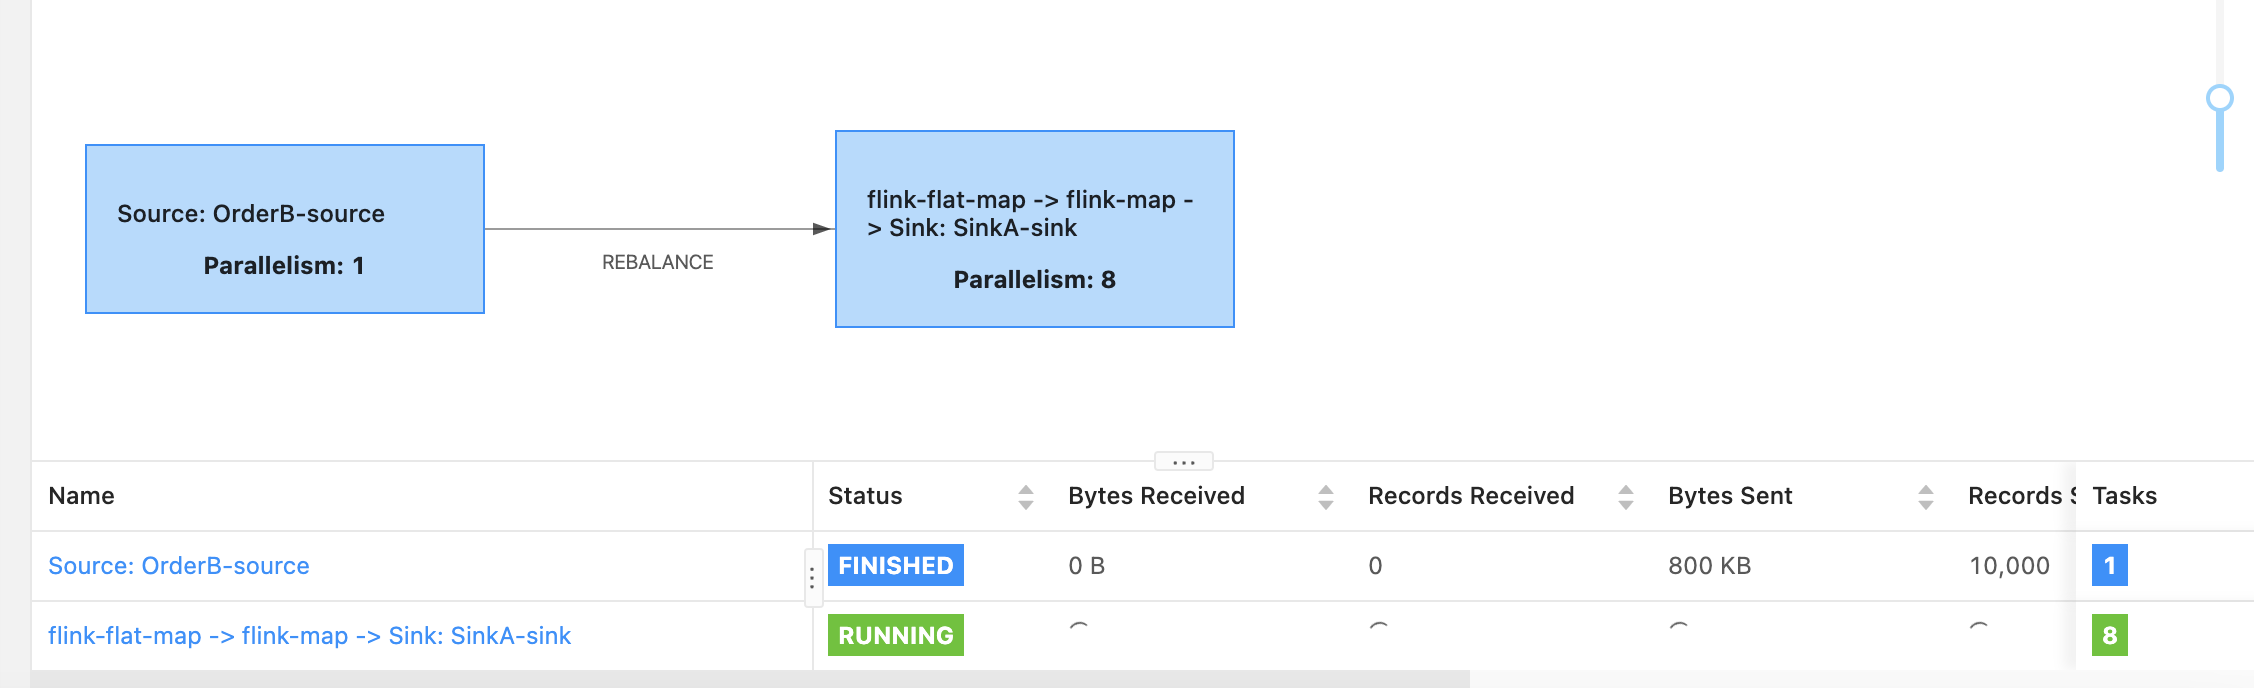 Source: OrderB-source
Parallelism: 1
REBALANCE
flink-flat-map -> flink-map -
> Sink: SinkA-sink
Parallelism: 8
Name Status Bytes Received Records Received Bytes Sent Records Tasks
Source: OrderB-source FINISHED 0 B 0 800 KB 10,000 1
flink-flat-map -> flink-map -> Sink: SinkA-sink RUNNING 8